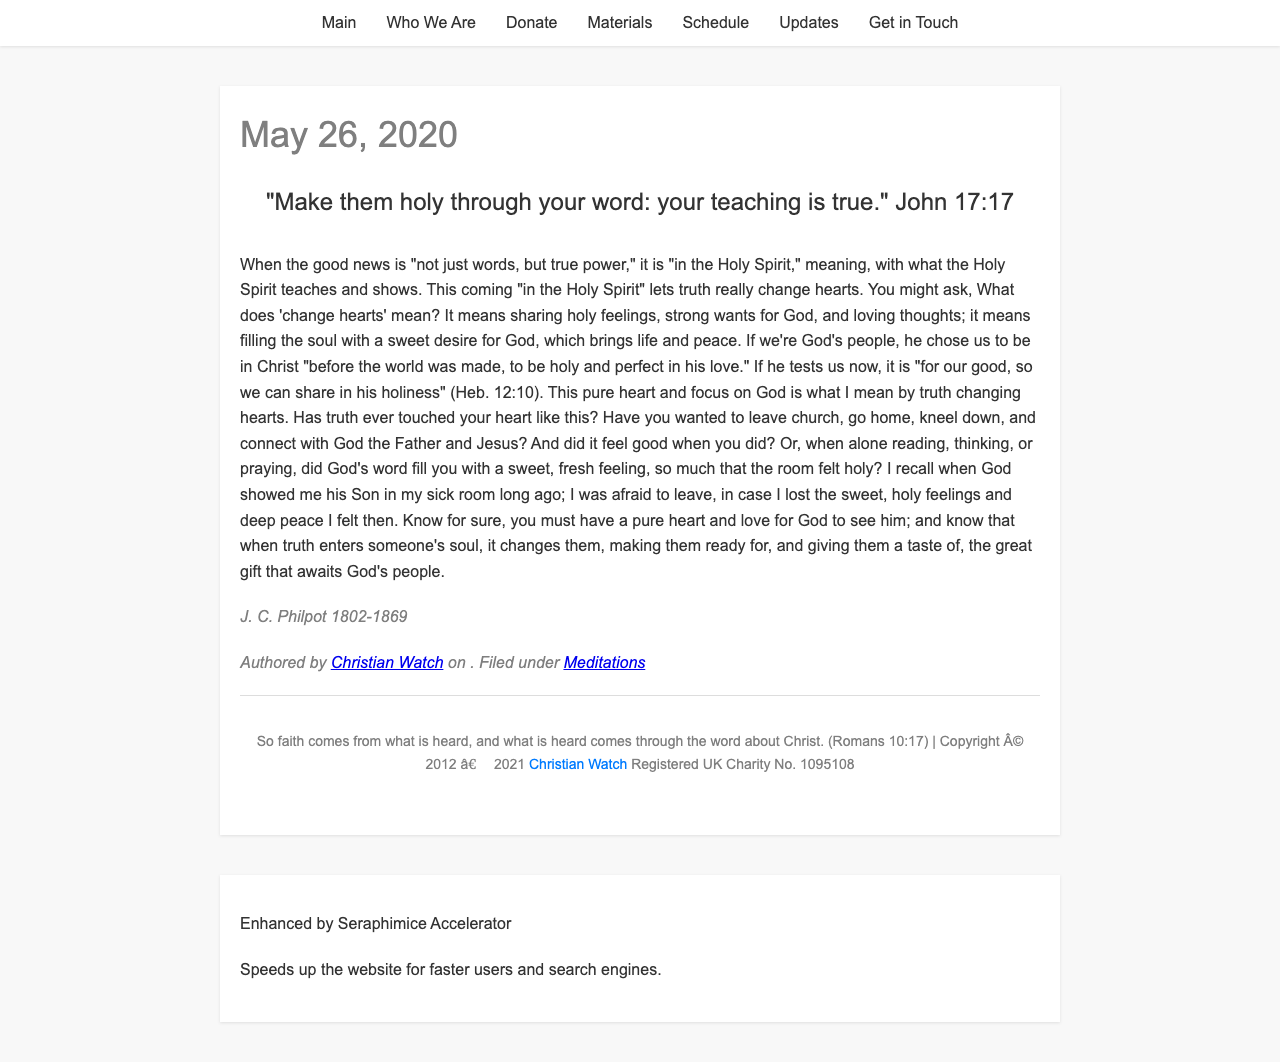 Main Who We Are Donate Materials Schedule Updates Get in Touch
May 26, 2020
"Make them holy through your word: your teaching is true." John 17:17
When the good news is "not just words, but true power," it is "in the Holy Spirit," meaning, with what the Holy
Spirit teaches and shows. This coming "in the Holy Spirit" lets truth really change hearts. You might ask, What
does 'change hearts' mean? It means sharing holy feelings, strong wants for God, and loving thoughts; it means
filling the soul with a sweet desire for God, which brings life and peace. If we're God's people, he chose us to be
in Christ "before the world was made, to be holy and perfect in his love." If he tests us now, it is "for our good, so
we can share in his holiness" (Heb. 12:10). This pure heart and focus on God is what I mean by truth changing
hearts. Has truth ever touched your heart like this? Have you wanted to leave church, go home, kneel down, and
connect with God the Father and Jesus? And did it feel good when you did? Or, when alone reading, thinking, or
praying, did God's word fill you with a sweet, fresh feeling, so much that the room felt holy? I recall when God
showed me his Son in my sick room long ago; I was afraid to leave, in case I lost the sweet, holy feelings and
deep peace I felt then. Know for sure, you must have a pure heart and love for God to see him; and know that
when truth enters someone's soul, it changes them, making them ready for, and giving them a taste of, the great
gift that awaits God's people.
J. C. Philpot 1802-1869
Authored by Christian Watch on . Filed under Meditations
So faith comes from what is heard, and what is heard comes through the word about Christ. (Romans 10:17) | Copyright Â©
2012 â€ 2021 Christian Watch Registered UK Charity No. 1095108
Enhanced by Seraphimice Accelerator
Speeds up the website for faster users and search engines.